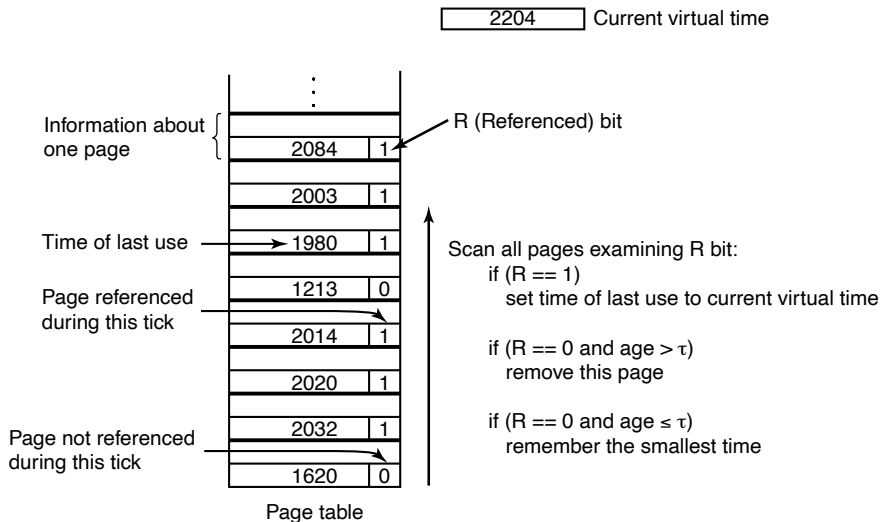 2204 Current virtual time
Information about
one page
R (Referenced) bit
2084 1
2003 1
Time of last use
1980 1
Scan all pages examining R bit:
if (R == 1)
set time of last use to current virtual time
1213 0
Page referenced
during this tick
2014 1
if (R == 0 and age > τ)
remove this page
2020 1
if (R == 0 and age ≤ τ)
remember the smallest time
2032 1
Page not referenced
during this tick
1620 0
Page table